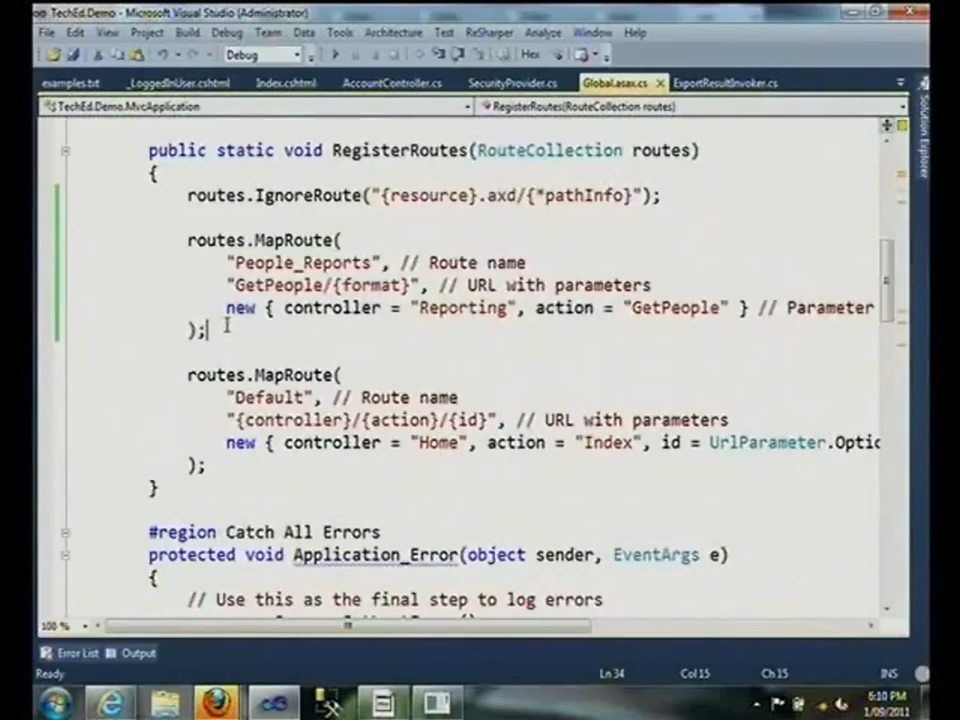 TechEd.Demo - Microsoft Visual Studio (Administrator)
File Edit View Project Build Debug Team Data Tools Architecture Test ReSharper Analyze Window Help
Debug Hex
examples.txt _LoggedInUser.cshtml Index.cshtml AccountController.cs SecurityProvider.cs Global.asax.cs ExportResultInvoker.cs
TechEd.Demo.MvcApplication RegisterRoutes(RouteCollection routes)
Solution Explorer
public static void RegisterRoutes(RouteCollection routes)
{
routes.IgnoreRoute("{resource}.axd/{*pathInfo}");
routes.MapRoute(
"People_Reports", // Route name
"GetPeople/{format}", // URL with parameters
new { controller = "Reporting", action = "GetPeople" } // Parameter
);
routes.MapRoute(
"Default", // Route name
"{controller}/{action}/{id}", // URL with parameters
new { controller = "Home", action = "Index", id = UrlParameter.Optio
);
}
#region Catch All Errors
protected void Application_Error(object sender, EventArgs e)
{
// Use this as the final step to log errors
100 %
Error List Output
Ready Ln 34 Col 15 Ch 15 INS
6:10 PM
1/09/2011